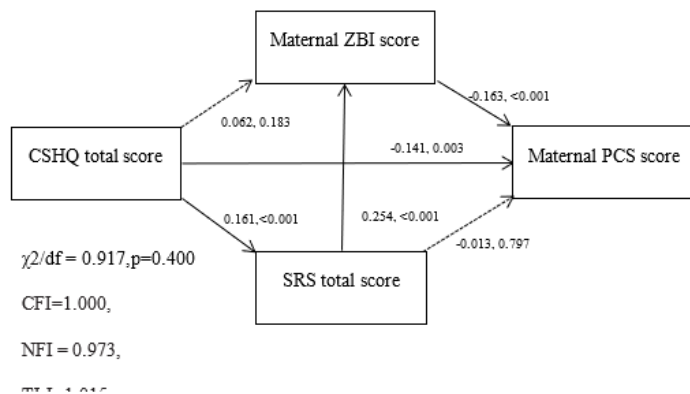 Maternal ZBI score
-0.163, <0.001
0.062, 0.183
CSHQ total score
-0.141, 0.003
Maternal PCS score
0.161,<0.001
0.254, <0.001
-0.013, 0.797
SRS total score
χ2/df = 0.917,p=0.400
CFI=1.000,
NFI = 0.973,